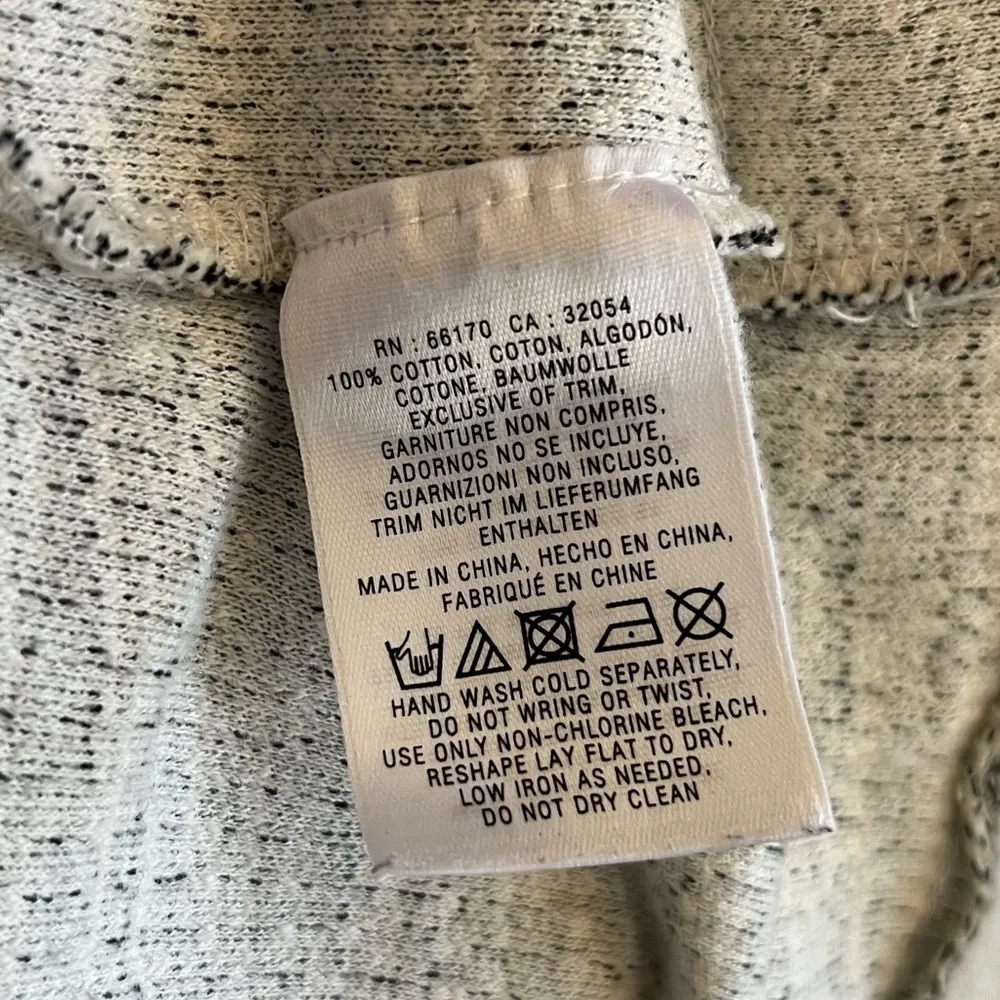 RN : 66170 CA : 32054
100% COTTON, COTON, ALGODÓN,
COTONE, BAUMWOLLE
EXCLUSIVE OF TRIM,
GARNITURE NON COMPRIS,
ADORNOS NO SE INCLUYE,
GUARNIZIONI NON INCLUSO,
TRIM NICHT IM LIEFERUMFANG
ENTHALTEN
MADE IN CHINA, HECHO EN CHINA,
FABRIQUÉ EN CHINE
HAND WASH COLD SEPARATELY,
DO NOT WRING OR TWIST,
USE ONLY NON-CHLORINE BLEACH,
RESHAPE LAY FLAT TO DRY,
LOW IRON AS NEEDED,
DO NOT DRY CLEAN